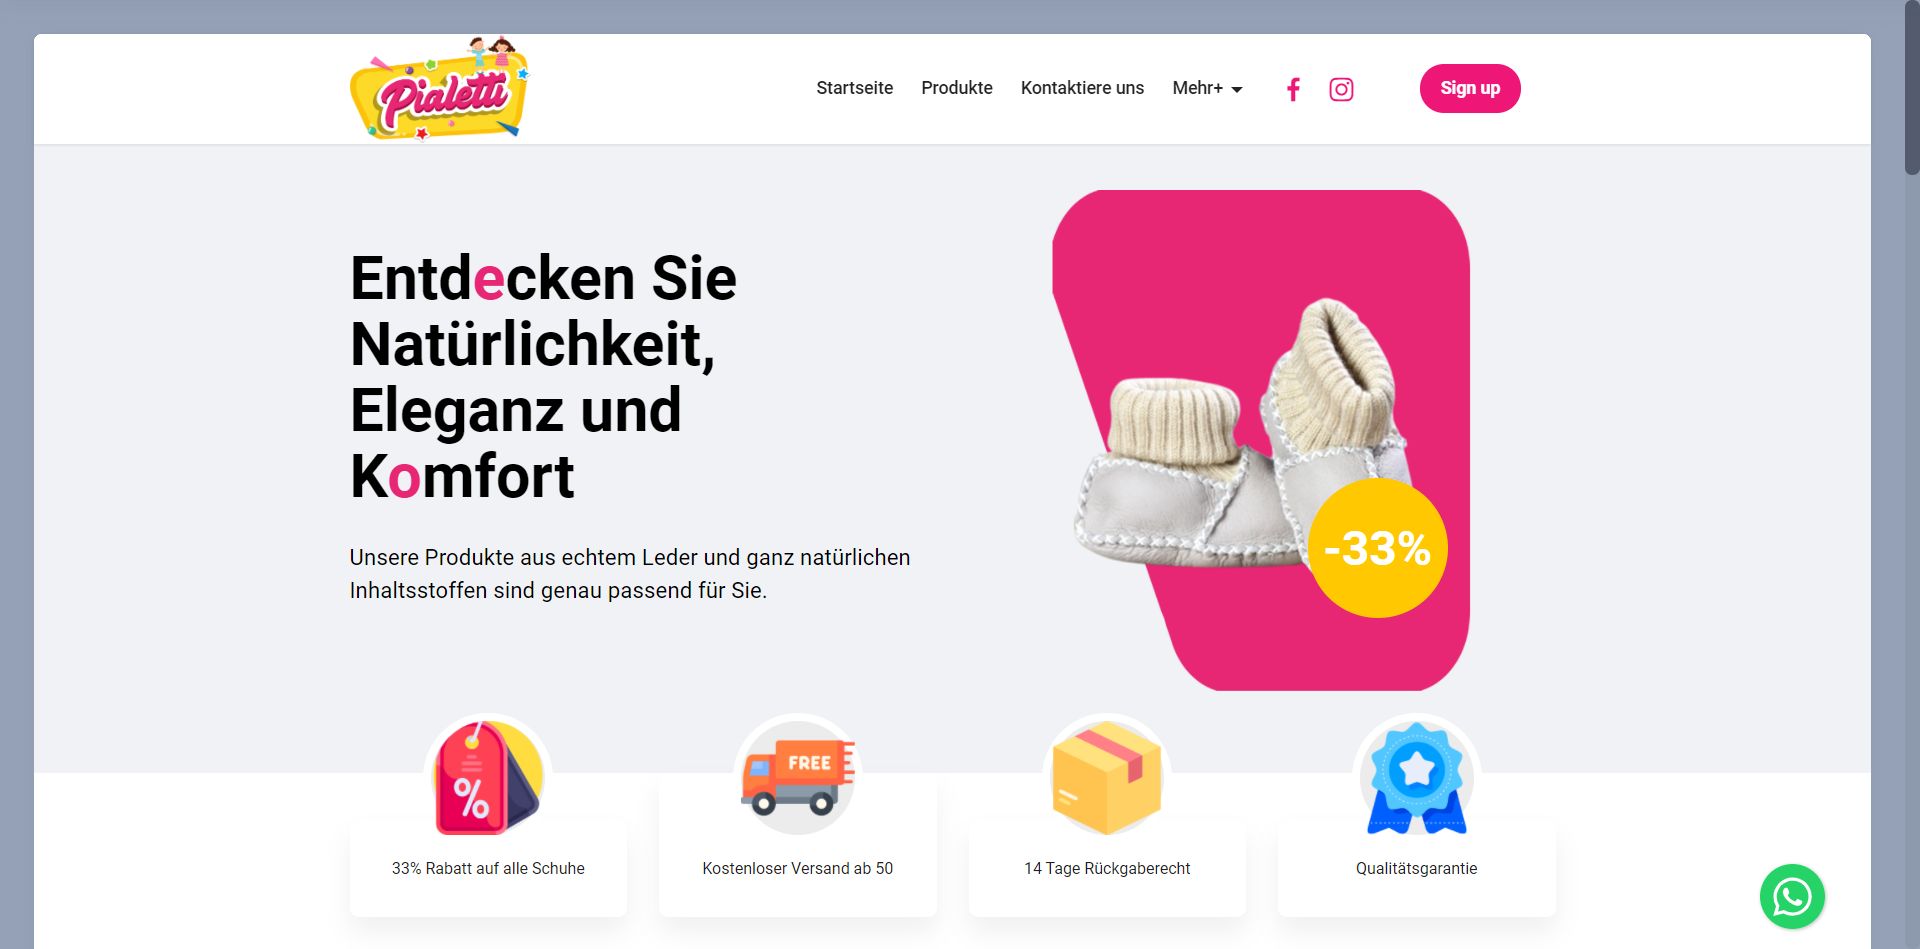 Pialetti
Startseite Produkte Kontaktiere uns Mehr+ Sign up
Entdecken Sie
Natürlichkeit,
Eleganz und
Komfort
Unsere Produkte aus echtem Leder und ganz natürlichen
Inhaltsstoffen sind genau passend für Sie.
-33%
%
FREE
33% Rabatt auf alle Schuhe
Kostenloser Versand ab 50
14 Tage Rückgaberecht
Qualitätsgarantie